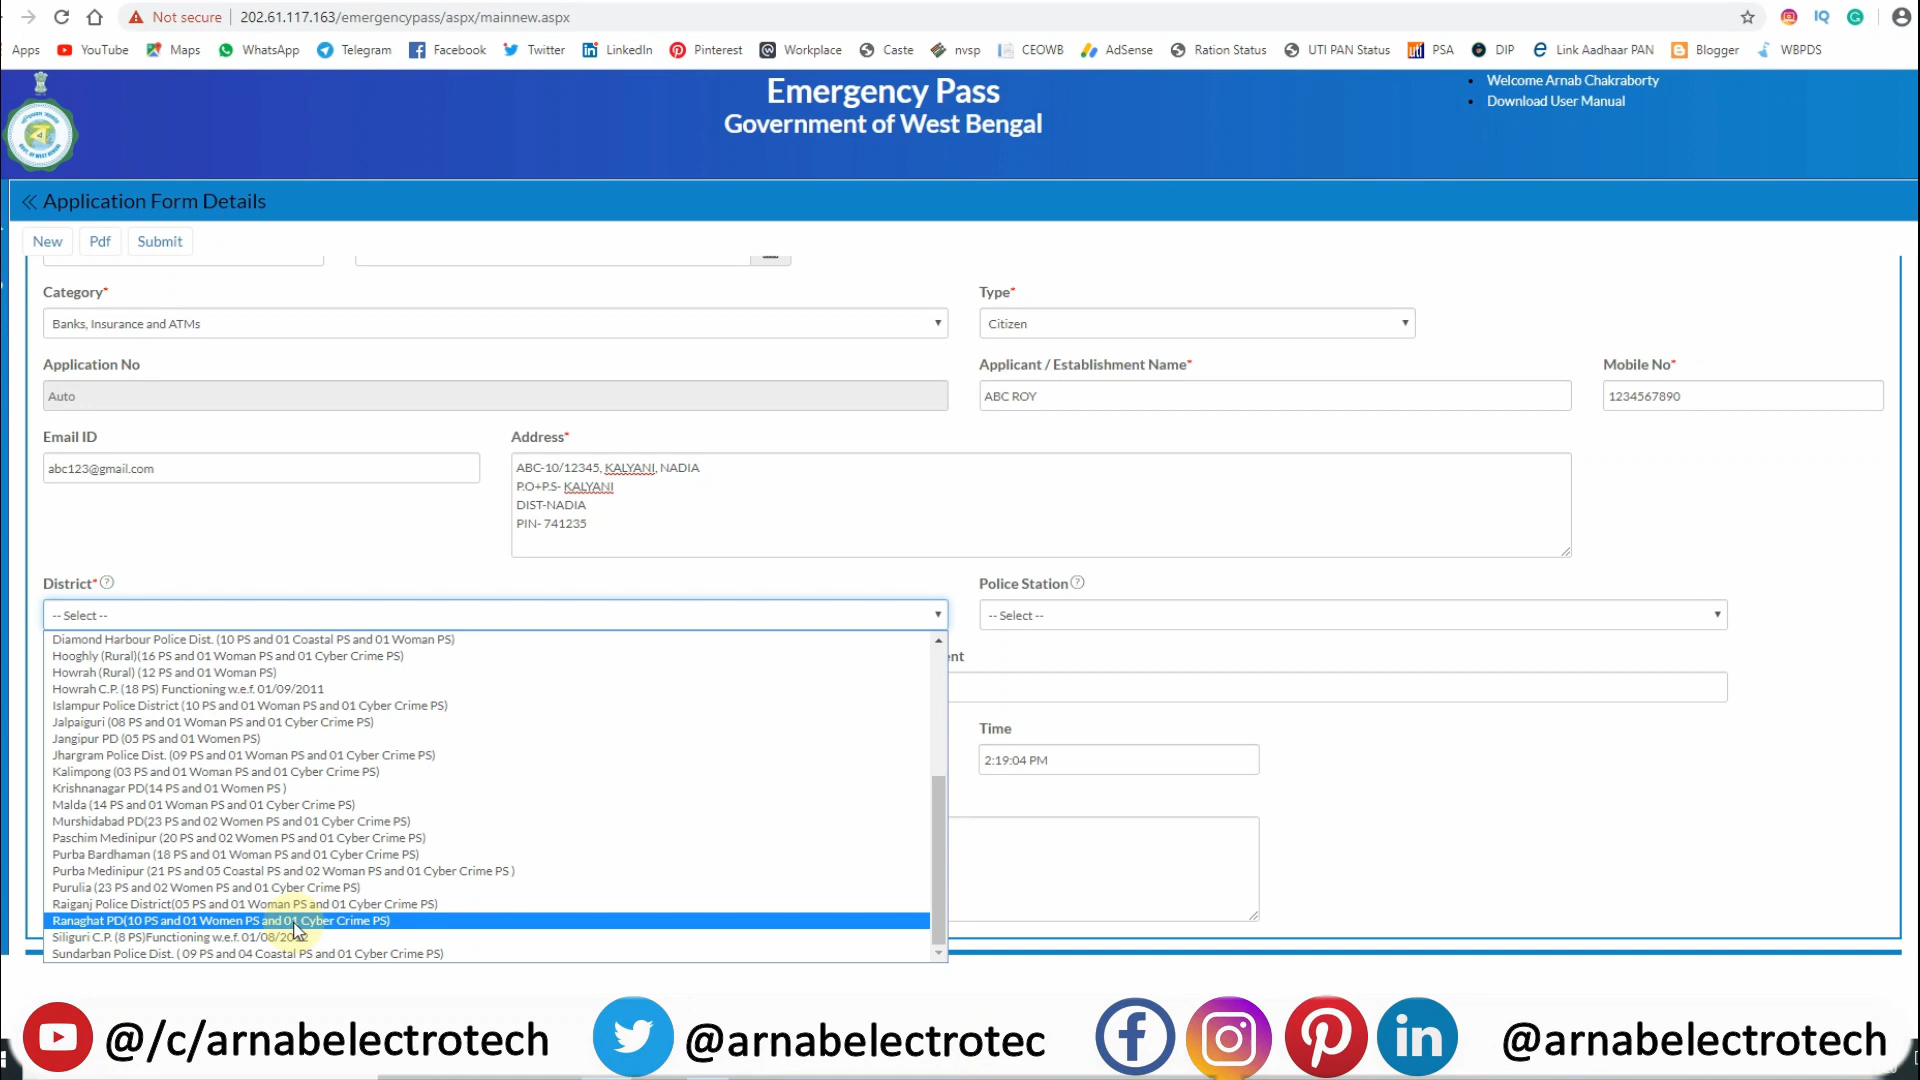 Not secure | 202.61.117.163/emergencypass/aspx/mainnew.aspx
Apps YouTube Maps WhatsApp Telegram Facebook Twitter LinkedIn Pinterest Workplace Caste nvsp CEOWB AdSense Ration Status UTI PAN Status PSA DIP Link Aadhaar PAN Blogger WBPDS
Emergency Pass
Government of West Bengal
• Welcome Arnab Chakraborty
• Download User Manual
Application Form Details
New Pdf Submit
Category* Type*
Banks, Insurance and ATMs Citizen
Application No Applicant / Establishment Name* Mobile No*
Auto ABC ROY 1234567890
Email ID Address*
abc123@gmail.com ABC-10/12345, KALYANI, NADIA
P.O+P.S- KALYANI
DIST-NADIA
PIN- 741235
District* Police Station
-- Select -- -- Select --
Diamond Harbour Police Dist. (10 PS and 01 Coastal PS and 01 Woman PS)
Hooghly (Rural)(16 PS and 01 Woman PS and 01 Cyber Crime PS)
Howrah (Rural) (12 PS and 01 Woman PS)
Howrah C.P. (18 PS) Functioning w.e.f. 01/09/2011
Islampur Police District (10 PS and 01 Woman PS and 01 Cyber Crime PS)
Jalpaiguri (08 PS and 01 Woman PS and 01 Cyber Crime PS)
Jangipur PD (05 PS and 01 Women PS)
Jhargram Police Dist. (09 PS and 01 Woman PS and 01 Cyber Crime PS)
Kalimpong (03 PS and 01 Woman PS and 01 Cyber Crime PS)
Krishnanagar PD(14 PS and 01 Women PS )
Malda (14 PS and 01 Woman PS and 01 Cyber Crime PS)
Murshidabad PD(23 PS and 02 Women PS and 01 Cyber Crime PS)
Paschim Medinipur (20 PS and 02 Women PS and 01 Cyber Crime PS)
Purba Bardhaman (18 PS and 01 Woman PS and 01 Cyber Crime PS)
Purba Medinipur (21 PS and 05 Coastal PS and 02 Woman PS and 01 Cyber Crime PS )
Purulia (23 PS and 02 Women PS and 01 Cyber Crime PS)
Raiganj Police District(05 PS and 01 Woman PS and 01 Cyber Crime PS)
Ranaghat PD(10 PS and 01 Women PS and 01 Cyber Crime PS)
Siliguri C.P. (8 PS)Functioning w.e.f. 01/08/2012
Sundarban Police Dist. ( 09 PS and 04 Coastal PS and 01 Cyber Crime PS)
nt
Time
2:19:04 PM
@/c/arnabelectrotech @arnabelectrotec @arnabelectrotech